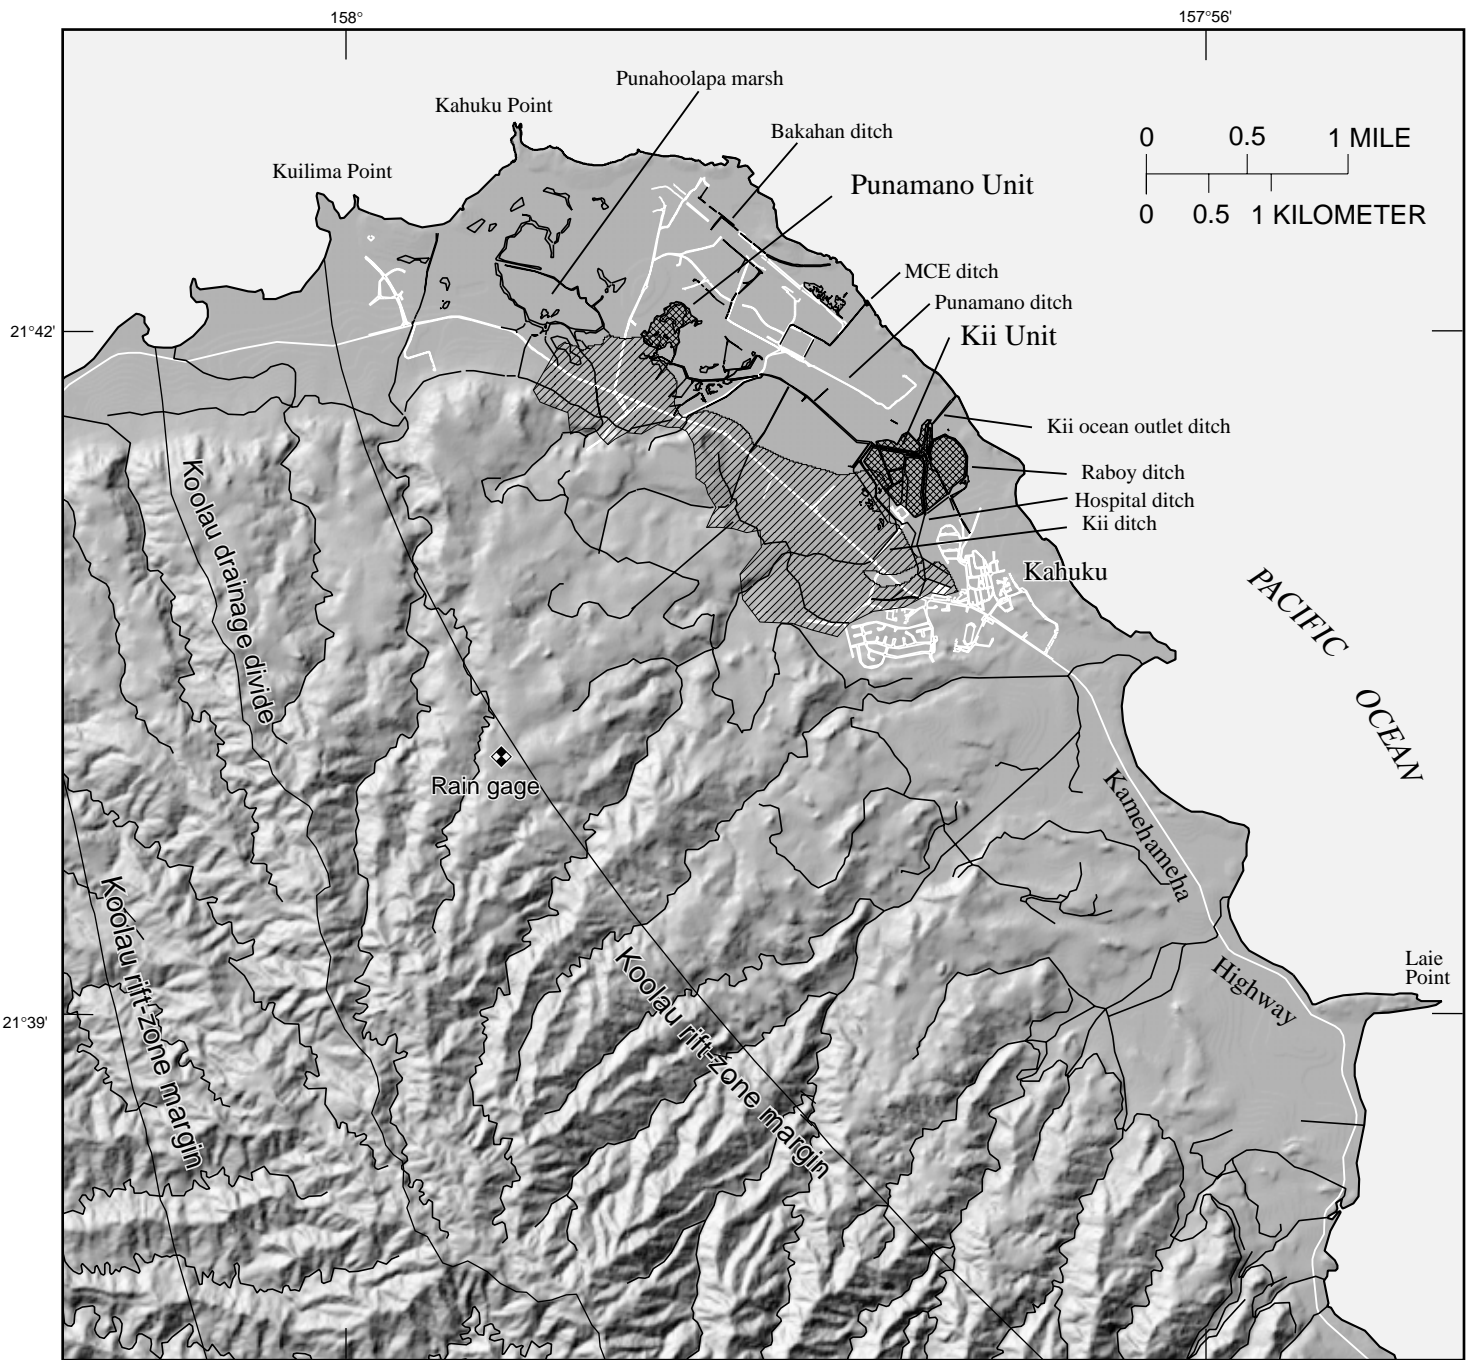 158°
157°56'
Punahoolapa marsh
Kahuku Point
Bakahan ditch
0 0.5 1 MILE
Kuilima Point
Punamano Unit
0 0.5 1 KILOMETER
MCE ditch
Punamano ditch
21°42'
Kii Unit
Kii ocean outlet ditch
Raboy ditch
Hospital ditch
Kii ditch
Kahuku
PACIFIC
OCEAN
Koolau drainage divide
Rain gage
Kamehameha
Highway
Koolau rift-zone margin
Koolau rift-zone margin
Laie
Point
21°39'